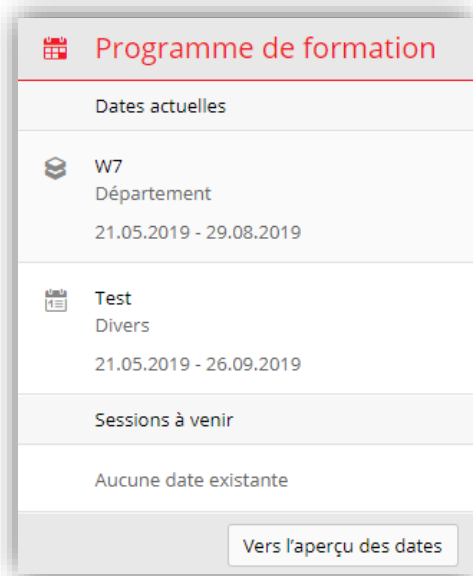 Programme de formation
Dates actuelles
W7
Département
21.05.2019 - 29.08.2019
Test
Divers
21.05.2019 - 26.09.2019
Sessions à venir
Aucune date existante
Vers l’aperçu des dates